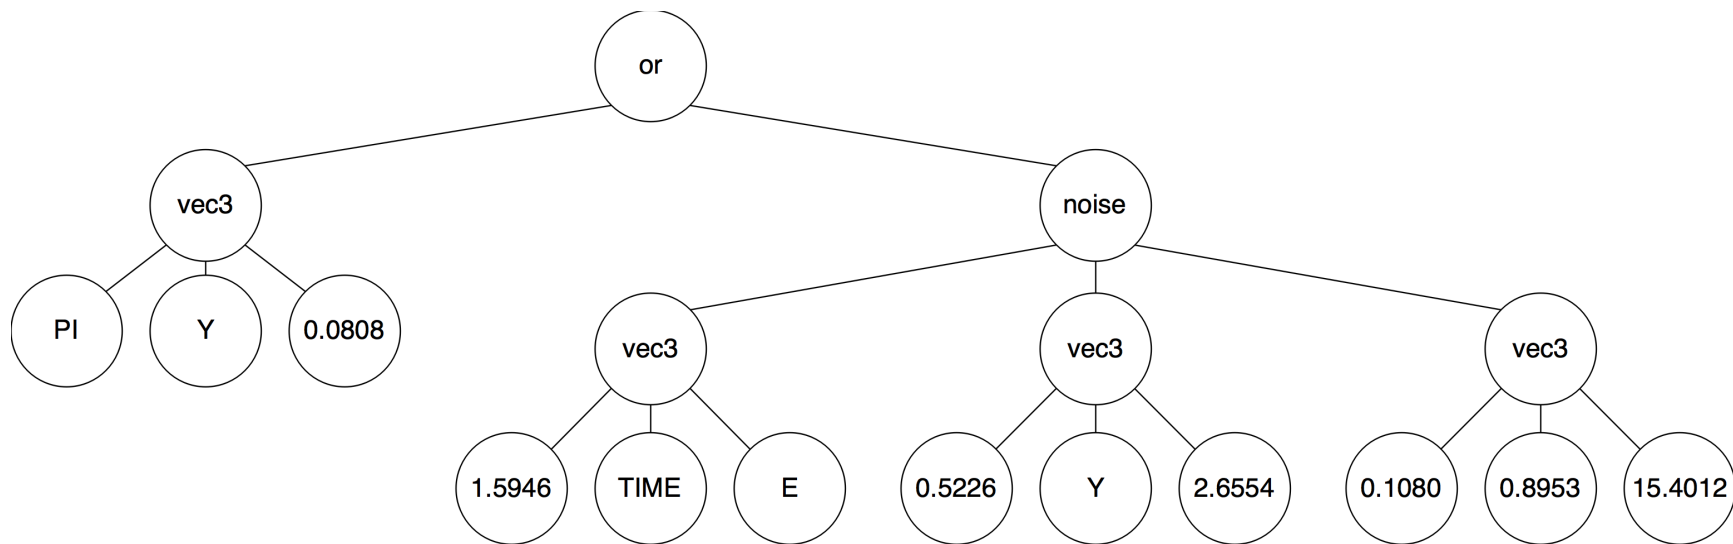 or
vec3
noise
PI
Y
0.0808
vec3
vec3
vec3
1.5946
TIME
E
0.5226
Y
2.6554
0.1080
0.8953
15.4012